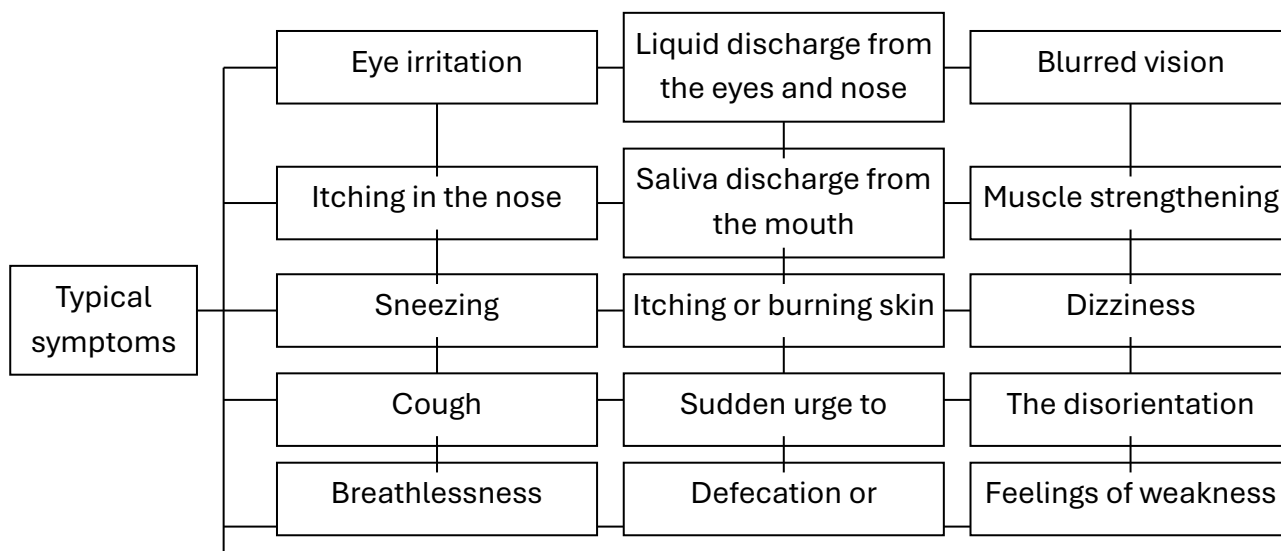 Eye irritation
Liquid discharge from
the eyes and nose
Blurred vision
Itching in the nose
Saliva discharge from
the mouth
Muscle strengthening
Typical
symptoms
Sneezing
Itching or burning skin
Dizziness
Cough
Sudden urge to
The disorientation
Breathlessness
Defecation or
Feelings of weakness